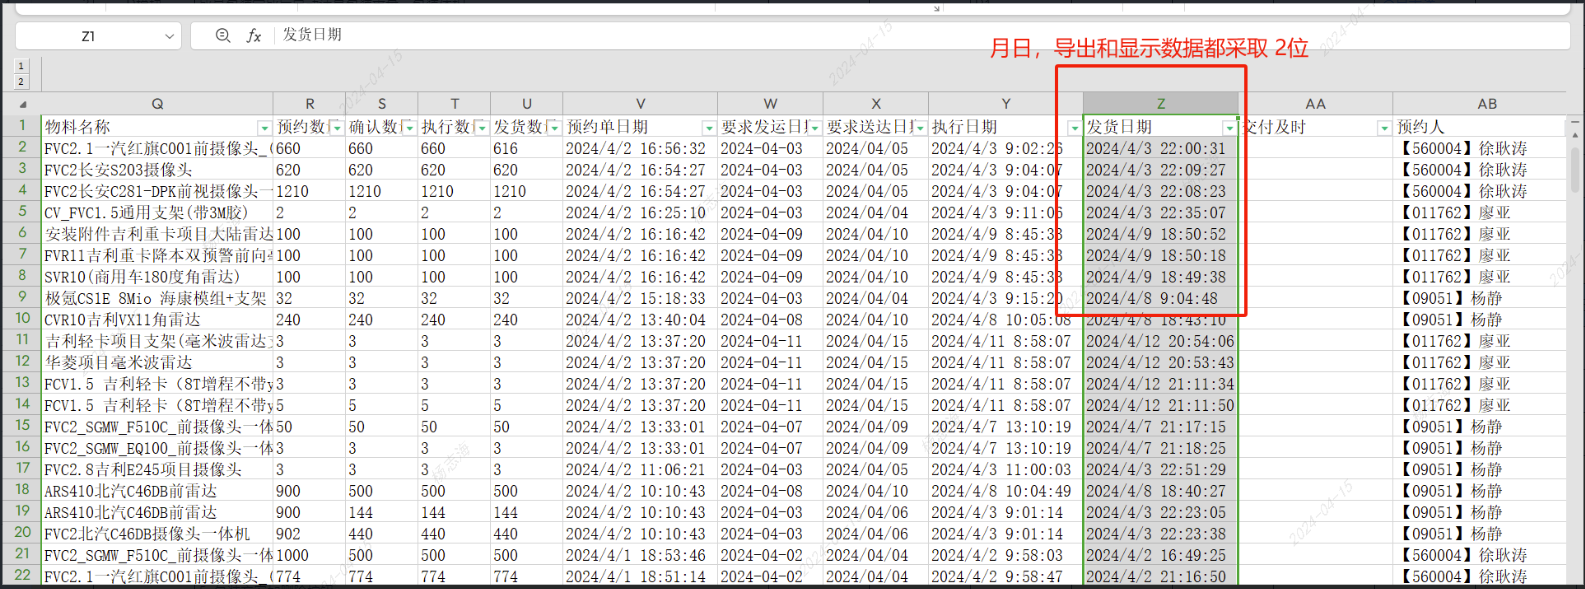 Z1 fx 发货日期
月日，导出和显示数据都采取 2位
1
2
Q R S T U V W X Y Z AA AB
1 物料名称 预约数 确认数 执行数 发货数 预约单日期 要求发运日 要求送达日 执行日期 发货日期 交付及时 预约人
2 FVC2.1一汽红旗C001前摄像头_( 660 660 660 616 2024/4/2 16:56:32 2024-04-03 2024/04/05 2024/4/3 9:02:26 2024/4/3 22:00:31 【560004】徐耿涛
3 FVC2长安S203摄像头 620 620 620 620 2024/4/2 16:54:27 2024-04-03 2024/04/05 2024/4/3 9:04:07 2024/4/3 22:09:27 【560004】徐耿涛
4 FVC2长安C281-DPK前视摄像头一 1210 1210 1210 1210 2024/4/2 16:54:27 2024-04-03 2024/04/05 2024/4/3 9:04:07 2024/4/3 22:08:23 【560004】徐耿涛
5 CV_FVC1.5通用支架(带3M胶) 2 2 2 2 2024/4/2 16:25:10 2024-04-03 2024/04/04 2024/4/3 9:11:06 2024/4/3 22:35:07 【011762】廖亚
6 安装附件吉利重卡项目大陆雷达 100 100 100 100 2024/4/2 16:16:42 2024-04-09 2024/04/10 2024/4/9 8:45:33 2024/4/9 18:50:52 【011762】廖亚
7 FVR11吉利重卡降本双预警前向 100 100 100 100 2024/4/2 16:16:42 2024-04-09 2024/04/10 2024/4/9 8:45:33 2024/4/9 18:50:18 【011762】廖亚
8 SVR10(商用车180度角雷达) 100 100 100 100 2024/4/2 16:16:42 2024-04-09 2024/04/10 2024/4/9 8:45:33 2024/4/9 18:49:38 【011762】廖亚
9 极氪CS1E 8Mio 海康模组+支架 32 32 32 32 2024/4/2 15:18:33 2024-04-03 2024/04/04 2024/4/3 9:15:20 2024/4/8 9:04:48 【09051】杨静
10 CVR10吉利VX11角雷达 240 240 240 240 2024/4/2 13:40:04 2024-04-08 2024/04/10 2024/4/8 10:05:08 2024/4/8 18:43:10 【09051】杨静
11 吉利轻卡项目支架(毫米波雷达 3 3 3 3 2024/4/2 13:37:20 2024-04-11 2024/04/15 2024/4/11 8:58:07 2024/4/12 20:54:06 【011762】廖亚
12 华菱项目毫米波雷达 3 3 3 3 2024/4/2 13:37:20 2024-04-11 2024/04/15 2024/4/11 8:58:07 2024/4/12 20:53:43 【011762】廖亚
13 FCV1.5 吉利轻卡（8T增程不带y 3 3 3 3 2024/4/2 13:37:20 2024-04-11 2024/04/15 2024/4/11 8:58:07 2024/4/12 21:11:34 【011762】廖亚
14 FCV1.5 吉利轻卡（8T增程不带y 5 5 5 5 2024/4/2 13:37:20 2024-04-11 2024/04/15 2024/4/11 8:58:07 2024/4/12 21:11:50 【011762】廖亚
15 FVC2_SGMW_F510C_前摄像头一体 50 50 50 50 2024/4/2 13:33:01 2024-04-07 2024/04/09 2024/4/7 13:10:19 2024/4/7 21:17:15 【09051】杨静
16 FVC2_SGMW_EQ100_前摄像头一体 3 3 3 3 2024/4/2 13:33:01 2024-04-07 2024/04/09 2024/4/7 13:10:19 2024/4/7 21:18:25 【09051】杨静
17 FVC2.8吉利E245项目摄像头 3 3 3 3 2024/4/2 11:06:21 2024-04-03 2024/04/05 2024/4/3 11:00:03 2024/4/3 22:51:29 【09051】杨静
18 ARS410北汽C46DB前雷达 900 500 500 500 2024/4/2 10:10:43 2024-04-08 2024/04/10 2024/4/8 10:04:49 2024/4/8 18:40:27 【09051】杨静
19 ARS410北汽C46DB前雷达 900 144 144 144 2024/4/2 10:10:43 2024-04-03 2024/04/06 2024/4/3 9:01:14 2024/4/3 22:23:05 【09051】杨静
20 FVC2北汽C46DB摄像头一体机 902 440 440 440 2024/4/2 10:10:43 2024-04-03 2024/04/06 2024/4/3 9:01:14 2024/4/3 22:23:38 【09051】杨静
21 FVC2_SGMW_F510C_前摄像头一体 1000 500 500 500 2024/4/1 18:53:46 2024-04-02 2024/04/04 2024/4/2 9:58:03 2024/4/2 16:49:25 【560004】徐耿涛
22 FVC2.1一汽红旗C001前摄像头_( 774 774 774 774 2024/4/1 18:51:14 2024-04-02 2024/04/04 2024/4/2 9:58:47 2024/4/2 21:16:50 【560004】徐耿涛